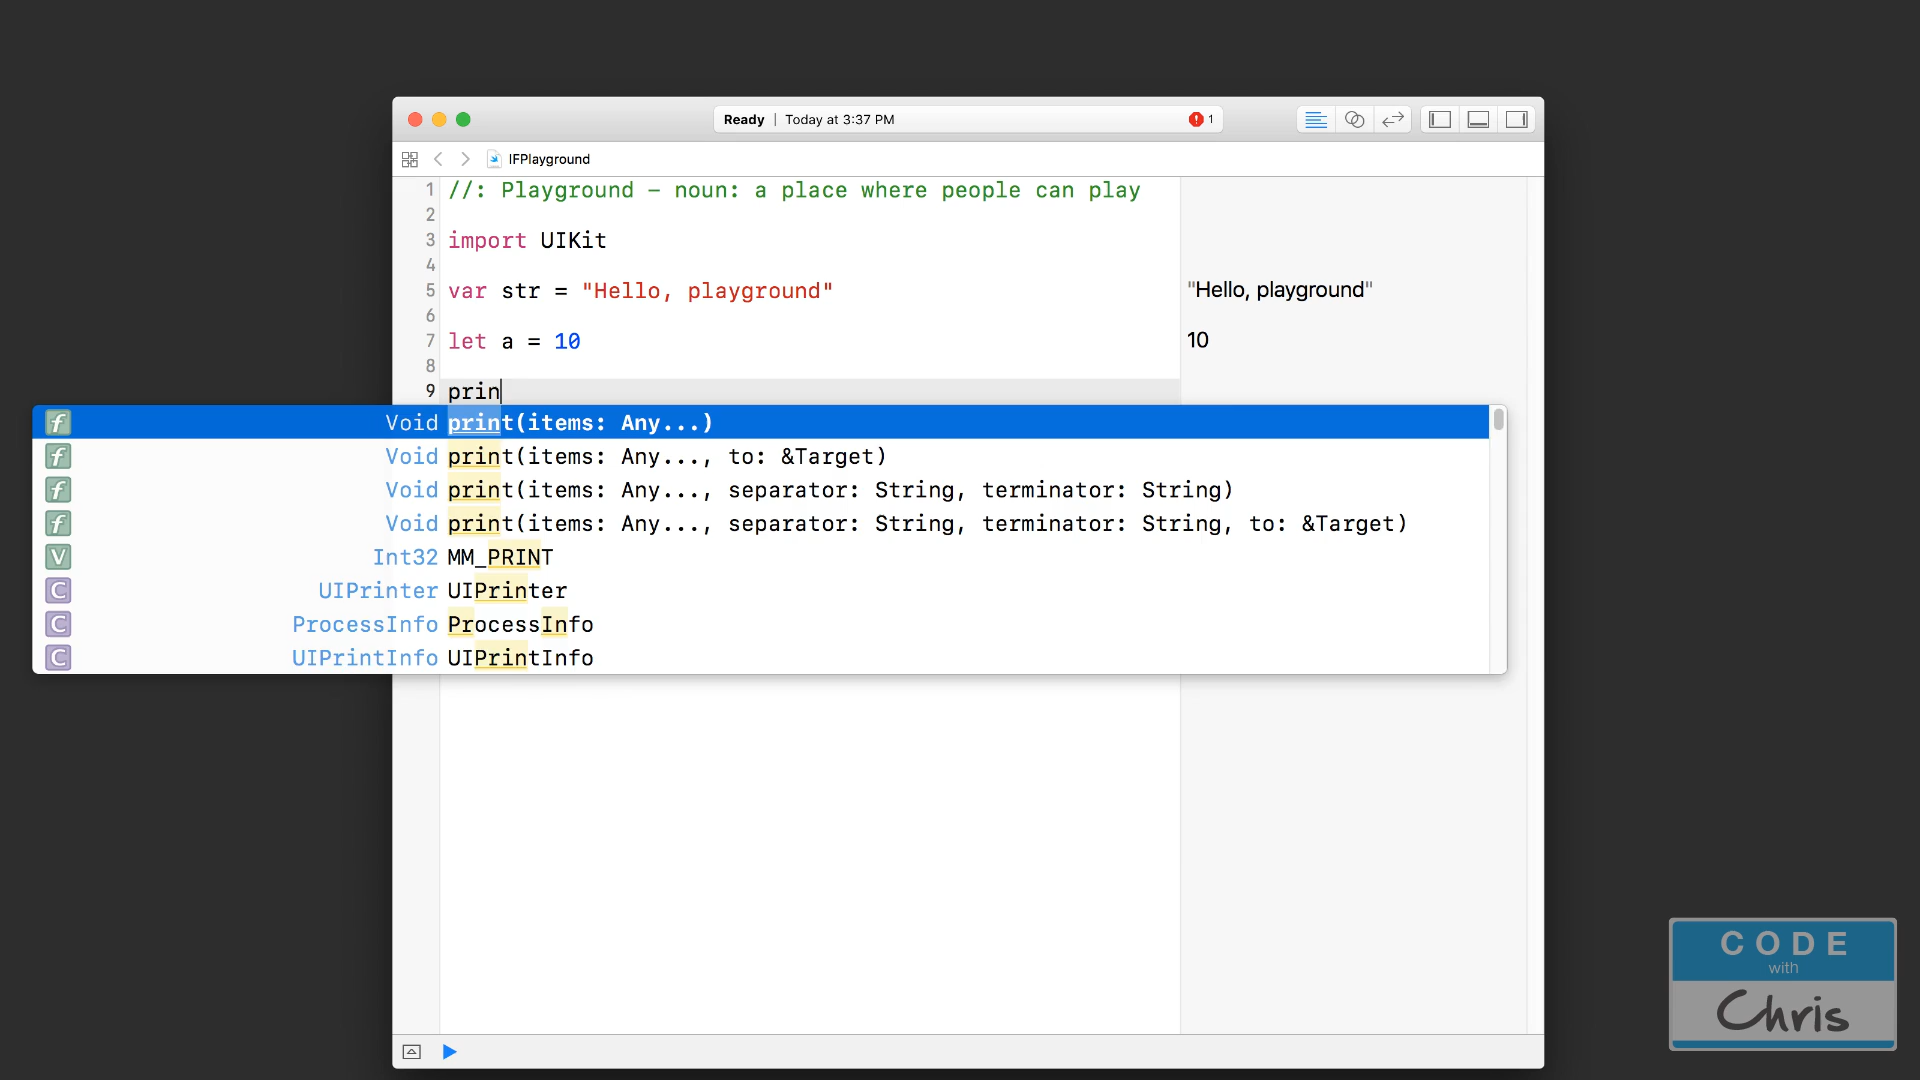 Ready | Today at 3:37 PM 1
IFPlayground
1 //: Playground - noun: a place where people can play
2
3 import UIKit
4
5 var str = "Hello, playground" "Hello, playground"
6
7 let a = 10 10
8
9 prin
f Void print(items: Any...)
f Void print(items: Any..., to: &Target)
f Void print(items: Any..., separator: String, terminator: String)
f Void print(items: Any..., separator: String, terminator: String, to: &Target)
V Int32 MM_PRINT
C UIPrinter UIPrinter
C ProcessInfo ProcessInfo
C UIPrintInfo UIPrintInfo
CODE
with
Chris